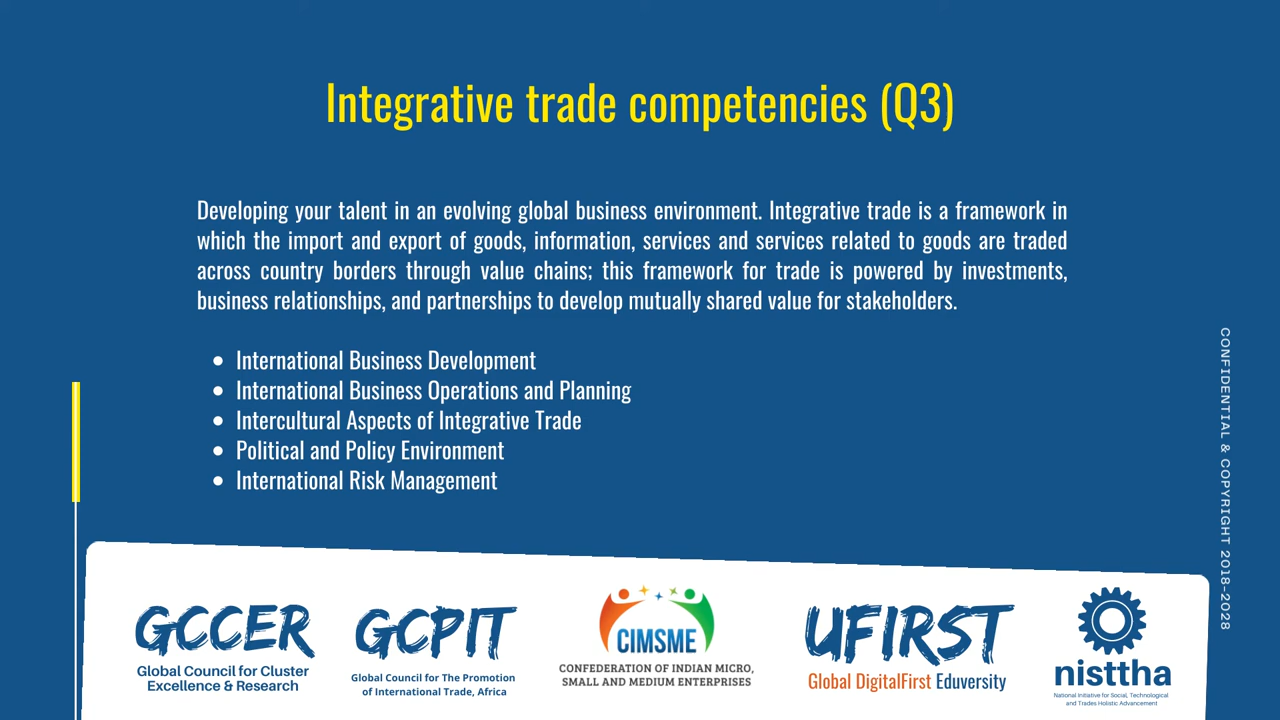 Integrative trade competencies (Q3)
Developing your talent in an evolving global business environment. Integrative trade is a framework in
which the import and export of goods, information, services and services related to goods are traded
across country borders through value chains; this framework for trade is powered by investments,
business relationships, and partnerships to develop mutually shared value for stakeholders.
• International Business Development
• International Business Operations and Planning
• Intercultural Aspects of Integrative Trade
• Political and Policy Environment
• International Risk Management
CONFIDENTIAL & COPYRIGHT 2018-2028
GCCER
Global Council for Cluster
Excellence & Research
GCPIT
Global Council for The Promotion
of International Trade, Africa
CIMSME
CONFEDERATION OF INDIAN MICRO,
SMALL AND MEDIUM ENTERPRISES
UFIRST
Global DigitalFirst Eduversity
nisttha
National Initiative for Social, Technological
and Trades Holistic Advancement